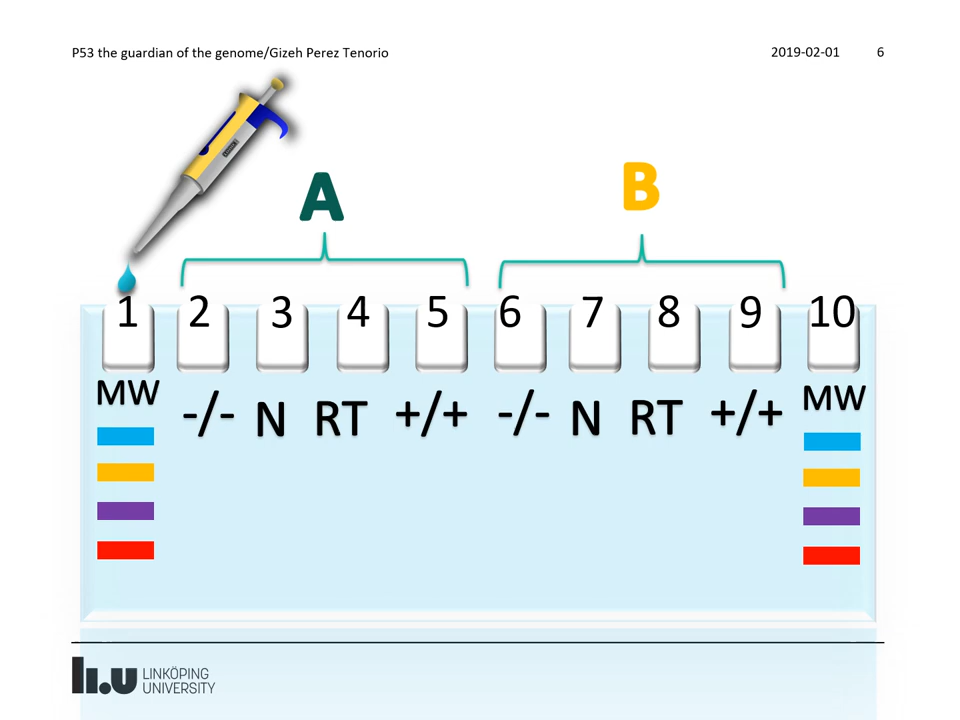 P53 the guardian of the genome/Gizeh Perez Tenorio 2019-02-01 6
A B
1 2 3 4 5 6 7 8 9 10
MW -/- N RT +/+ -/- N RT +/+ MW
LiU LINKÖPING
UNIVERSITY